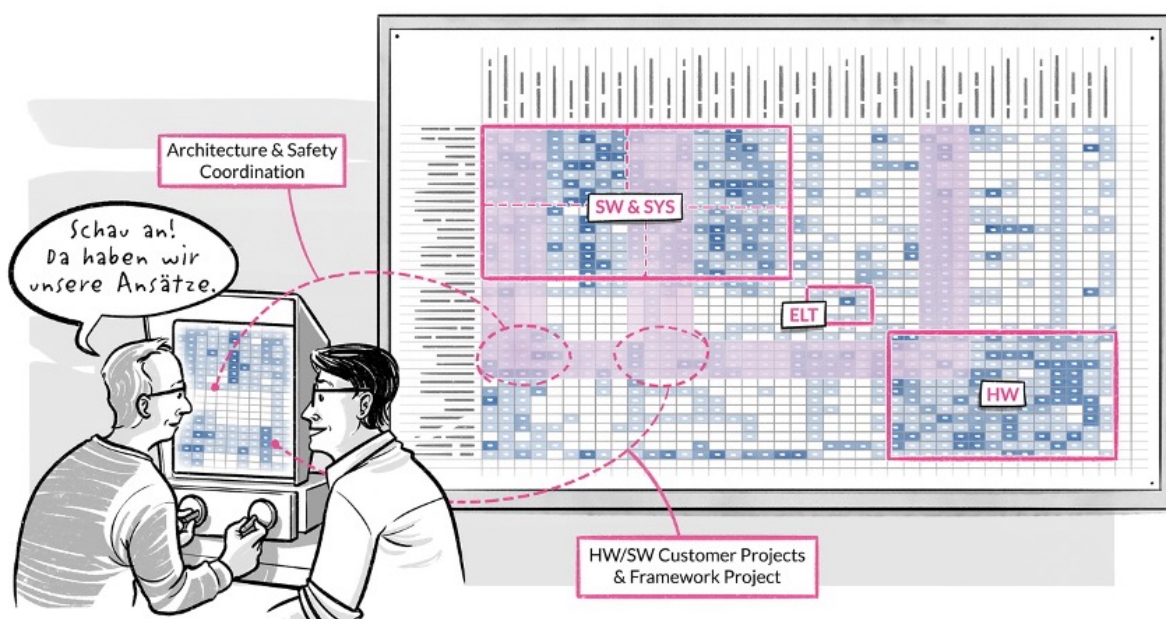 Architecture & Safety
Coordination
Schau an!
Da haben wir
unsere Ansätze.
SW & SYS
ELT
HW
HW/SW Customer Projects
& Framework Project